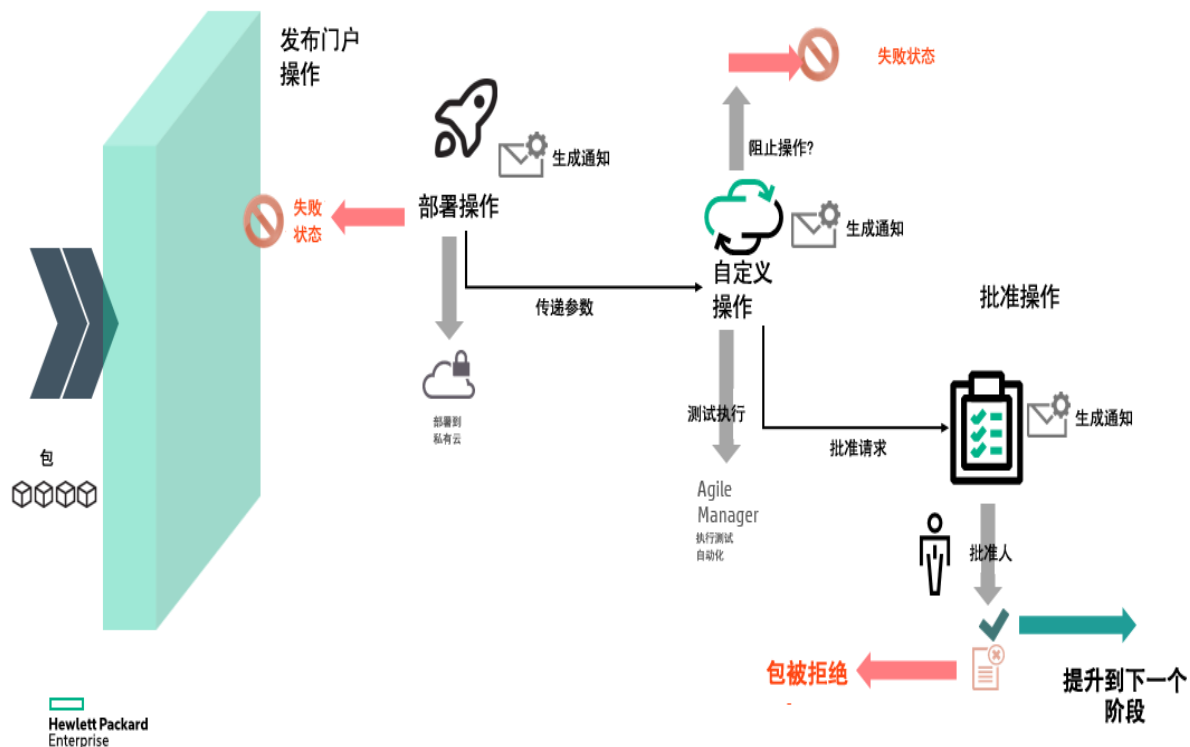 发布门户
操作
失败状态
阻止操作?
生成通知
部署操作
失败
状态
生成通知
自定义
操作
传递参数
批准操作
部署到
私有云
测试执行
批准请求
生成通知
包
Agile
Manager
执行测试
自动化
批准人
包被拒绝
提升到下一个
阶段
Hewlett Packard
Enterprise